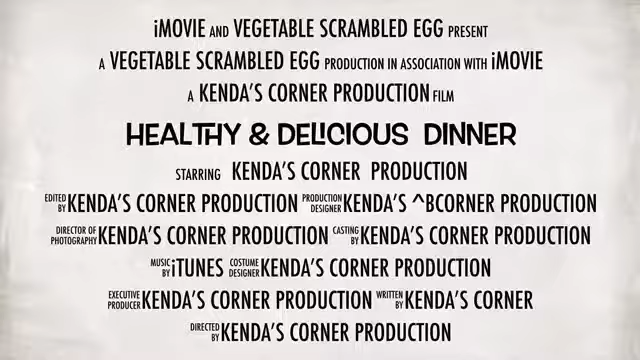 iMOVIE AND VEGETABLE SCRAMBLED EGG PRESENT
A VEGETABLE SCRAMBLED EGG PRODUCTION IN ASSOCIATION WITH iMOVIE
A KENDA'S CORNER PRODUCTION FILM
HEALTHY & DELICIOUS DINNER
STARRING KENDA'S CORNER PRODUCTION
EDITED BY KENDA'S CORNER PRODUCTION PRODUCTION DESIGNER KENDA'S ^BCORNER PRODUCTION
DIRECTOR OF PHOTOGRAPHY KENDA'S CORNER PRODUCTION CASTING BY KENDA'S CORNER PRODUCTION
MUSIC BY iTUNES COSTUME DESIGNER KENDA'S CORNER PRODUCTION
EXECUTIVE PRODUCER KENDA'S CORNER PRODUCTION WRITTEN BY KENDA'S CORNER
DIRECTED BY KENDA'S CORNER PRODUCTION